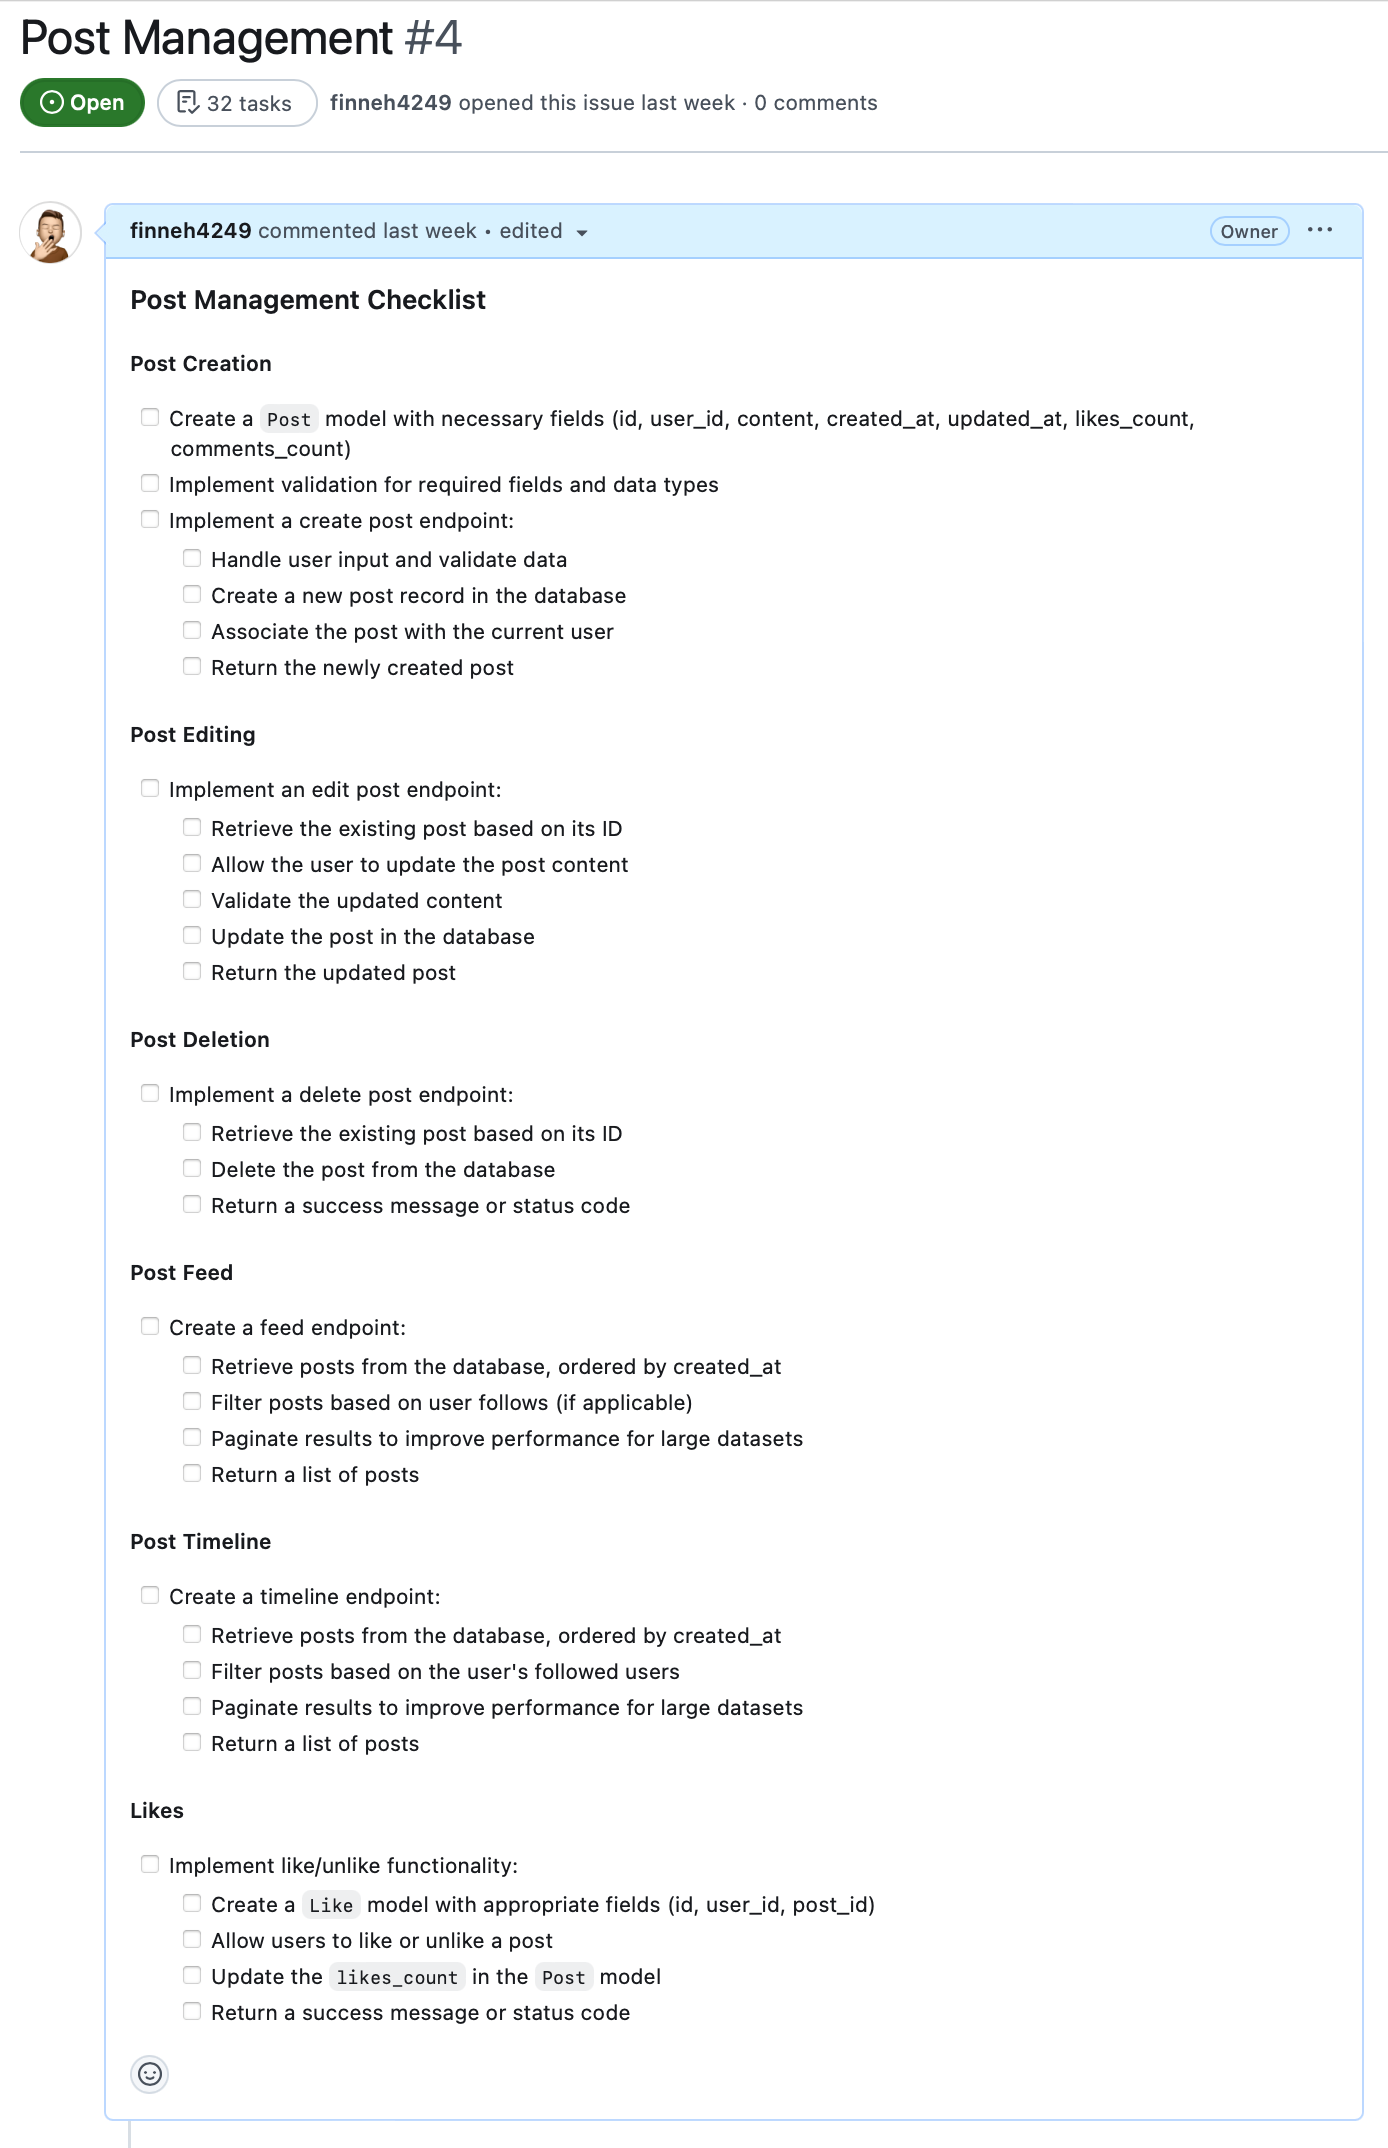 Post Management #4
Open
32 tasks
finneh4249 opened this issue last week · 0 comments
finneh4249 commented last week • edited
Owner
Post Management Checklist
Post Creation
Create a Post model with necessary fields (id, user_id, content, created_at, updated_at, likes_count,
comments_count)
Implement validation for required fields and data types
Implement a create post endpoint:
Handle user input and validate data
Create a new post record in the database
Associate the post with the current user
Return the newly created post
Post Editing
Implement an edit post endpoint:
Retrieve the existing post based on its ID
Allow the user to update the post content
Validate the updated content
Update the post in the database
Return the updated post
Post Deletion
Implement a delete post endpoint:
Retrieve the existing post based on its ID
Delete the post from the database
Return a success message or status code
Post Feed
Create a feed endpoint:
Retrieve posts from the database, ordered by created_at
Filter posts based on user follows (if applicable)
Paginate results to improve performance for large datasets
Return a list of posts
Post Timeline
Create a timeline endpoint:
Retrieve posts from the database, ordered by created_at
Filter posts based on the user's followed users
Paginate results to improve performance for large datasets
Return a list of posts
Likes
Implement like/unlike functionality:
Create a Like model with appropriate fields (id, user_id, post_id)
Allow users to like or unlike a post
Update the likes_count in the Post model
Return a success message or status code